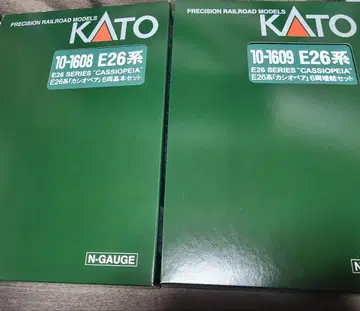 PRECISION RAILROAD MODELS
KATO
10-1608 E26系
E26 SERIES "CASSIOPEIA"
E26系「カシオペア」6両基本セット
N-GAUGE
PRECISION RAILROAD MODELS
KATO
10-1609 E26系
E26 SERIES "CASSIOPEIA"
E26系「カシオペア」6両増結セット